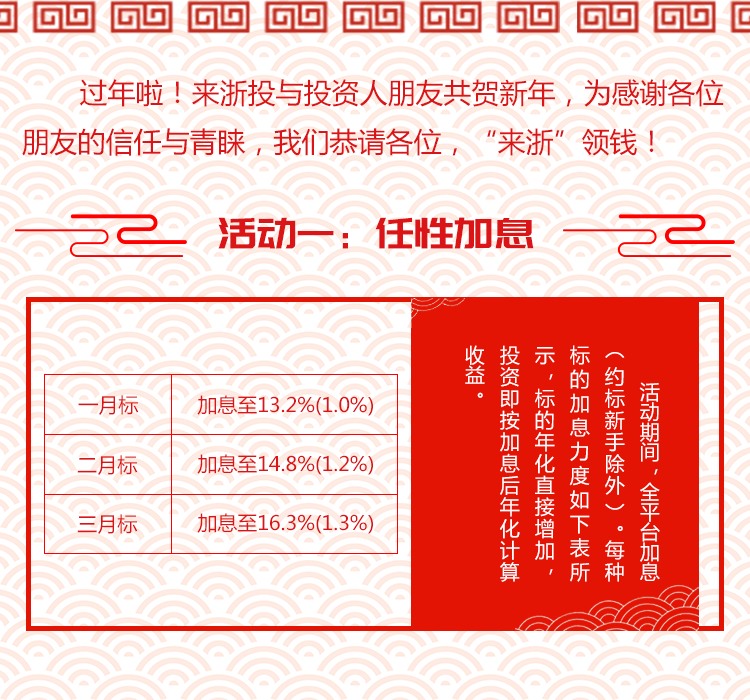 过年啦！来浙投与投资人朋友共贺新年，为感谢各位
朋友的信任与青睐，我们恭请各位，“来浙”领钱！
活动一：任性加息
一月标 加息至13.2%(1.0%)
二月标 加息至14.8%(1.2%)
三月标 加息至16.3%(1.3%)
活动期间，全平台加息
（约标新手除外）。每种
标的加息力度如下表所
示，标的年化直接增加，
投资即按加息后年化计算
收益。